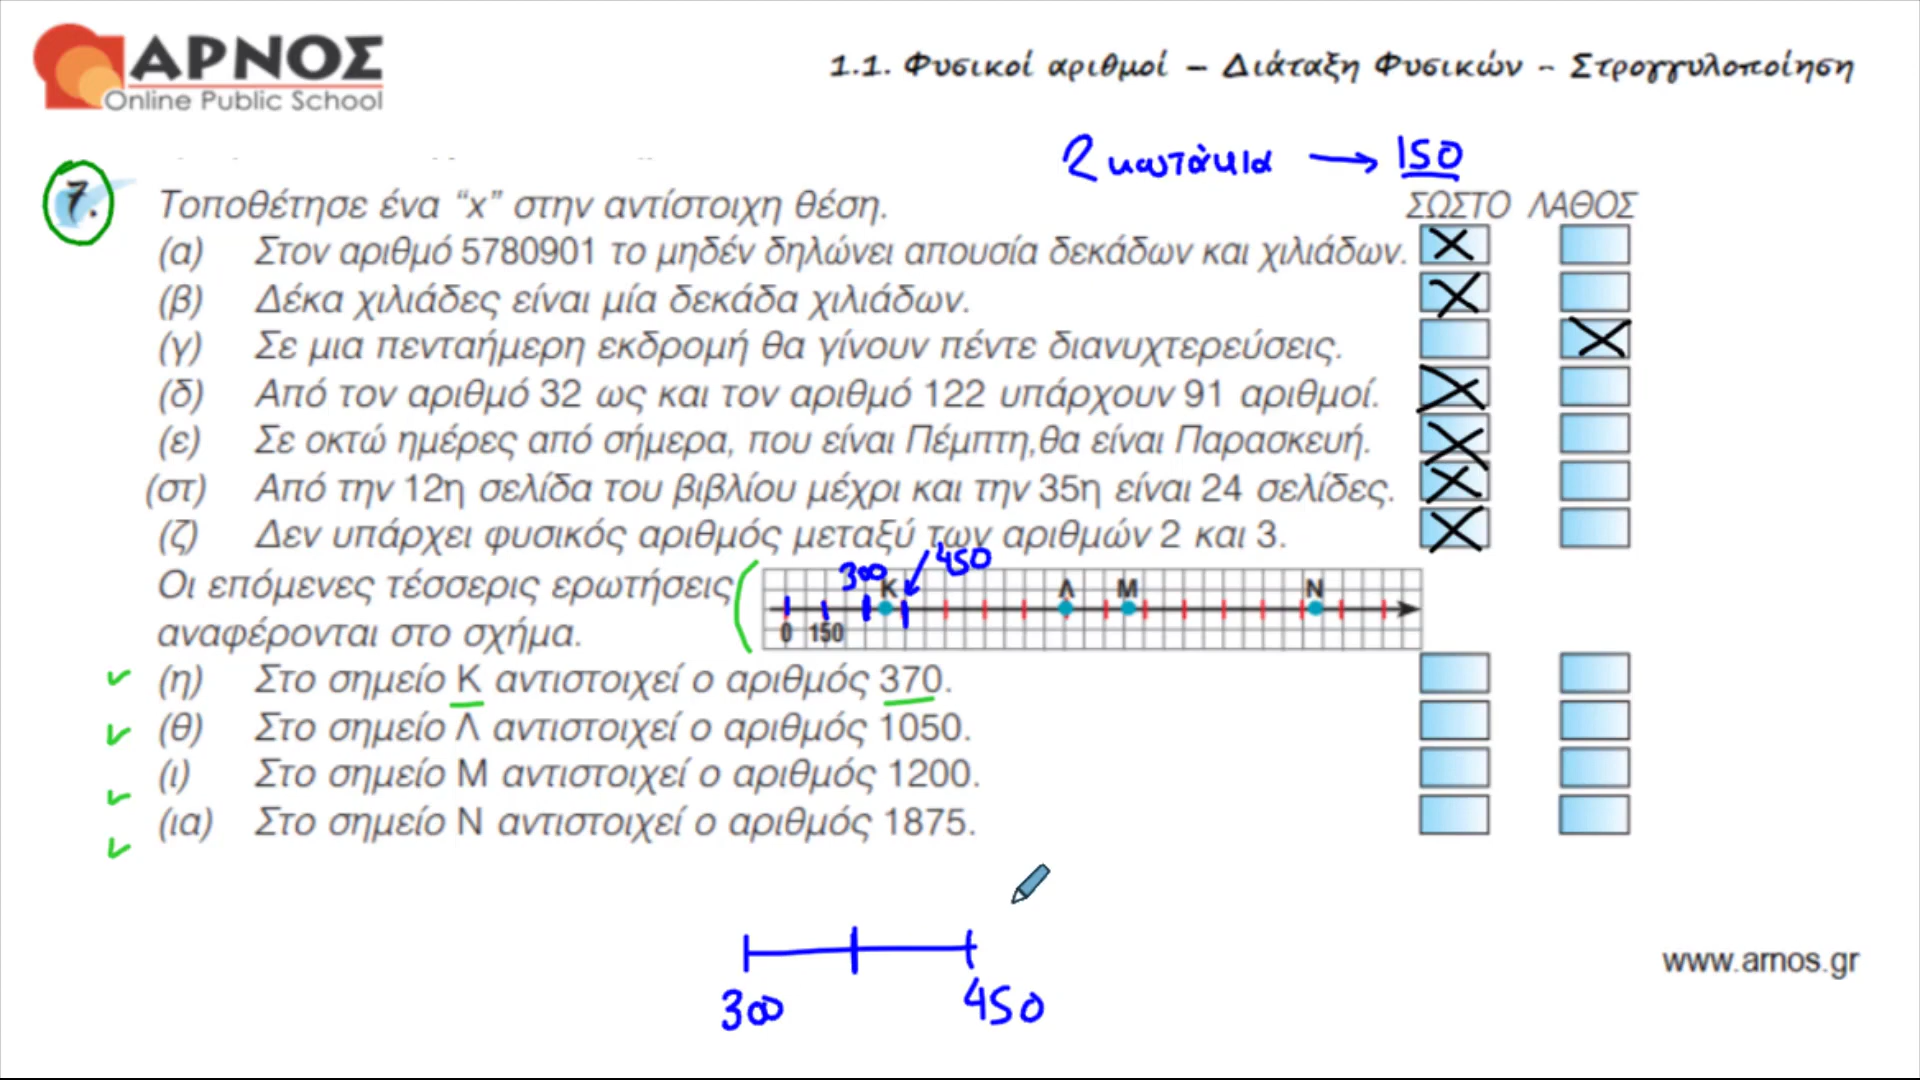 ΑΡΝΟΣ
Online Public School
1.1. Φυσικοί αριθμοί – Διάταξη Φυσικών - Στρογγυλοποίηση
2 κουτάκια → 150
7. Τοποθέτησε ένα “x” στην αντίστοιχη θέση. ΣΩΣΤΟ ΛΑΘΟΣ
(α) Στον αριθμό 5780901 το μηδέν δηλώνει απουσία δεκάδων και χιλιάδων. X
(β) Δέκα χιλιάδες είναι μία δεκάδα χιλιάδων. X
(γ) Σε μια πενταήμερη εκδρομή θα γίνουν πέντε διανυχτερεύσεις. X
(δ) Από τον αριθμό 32 ως και τον αριθμό 122 υπάρχουν 91 αριθμοί. X
(ε) Σε οκτώ ημέρες από σήμερα, που είναι Πέμπτη,θα είναι Παρασκευή. X
(στ) Από την 12η σελίδα του βιβλίου μέχρι και την 35η είναι 24 σελίδες. X
(ζ) Δεν υπάρχει φυσικός αριθμός μεταξύ των αριθμών 2 και 3. X
300 450
Οι επόμενες τέσσερις ερωτήσεις
K Λ M N
αναφέρονται στο σχήμα.
0 150
(η) Στο σημείο Κ αντιστοιχεί ο αριθμός 370.
(θ) Στο σημείο Λ αντιστοιχεί ο αριθμός 1050.
(ι) Στο σημείο Μ αντιστοιχεί ο αριθμός 1200.
(ια) Στο σημείο Ν αντιστοιχεί ο αριθμός 1875.
www.arnos.gr
300 450